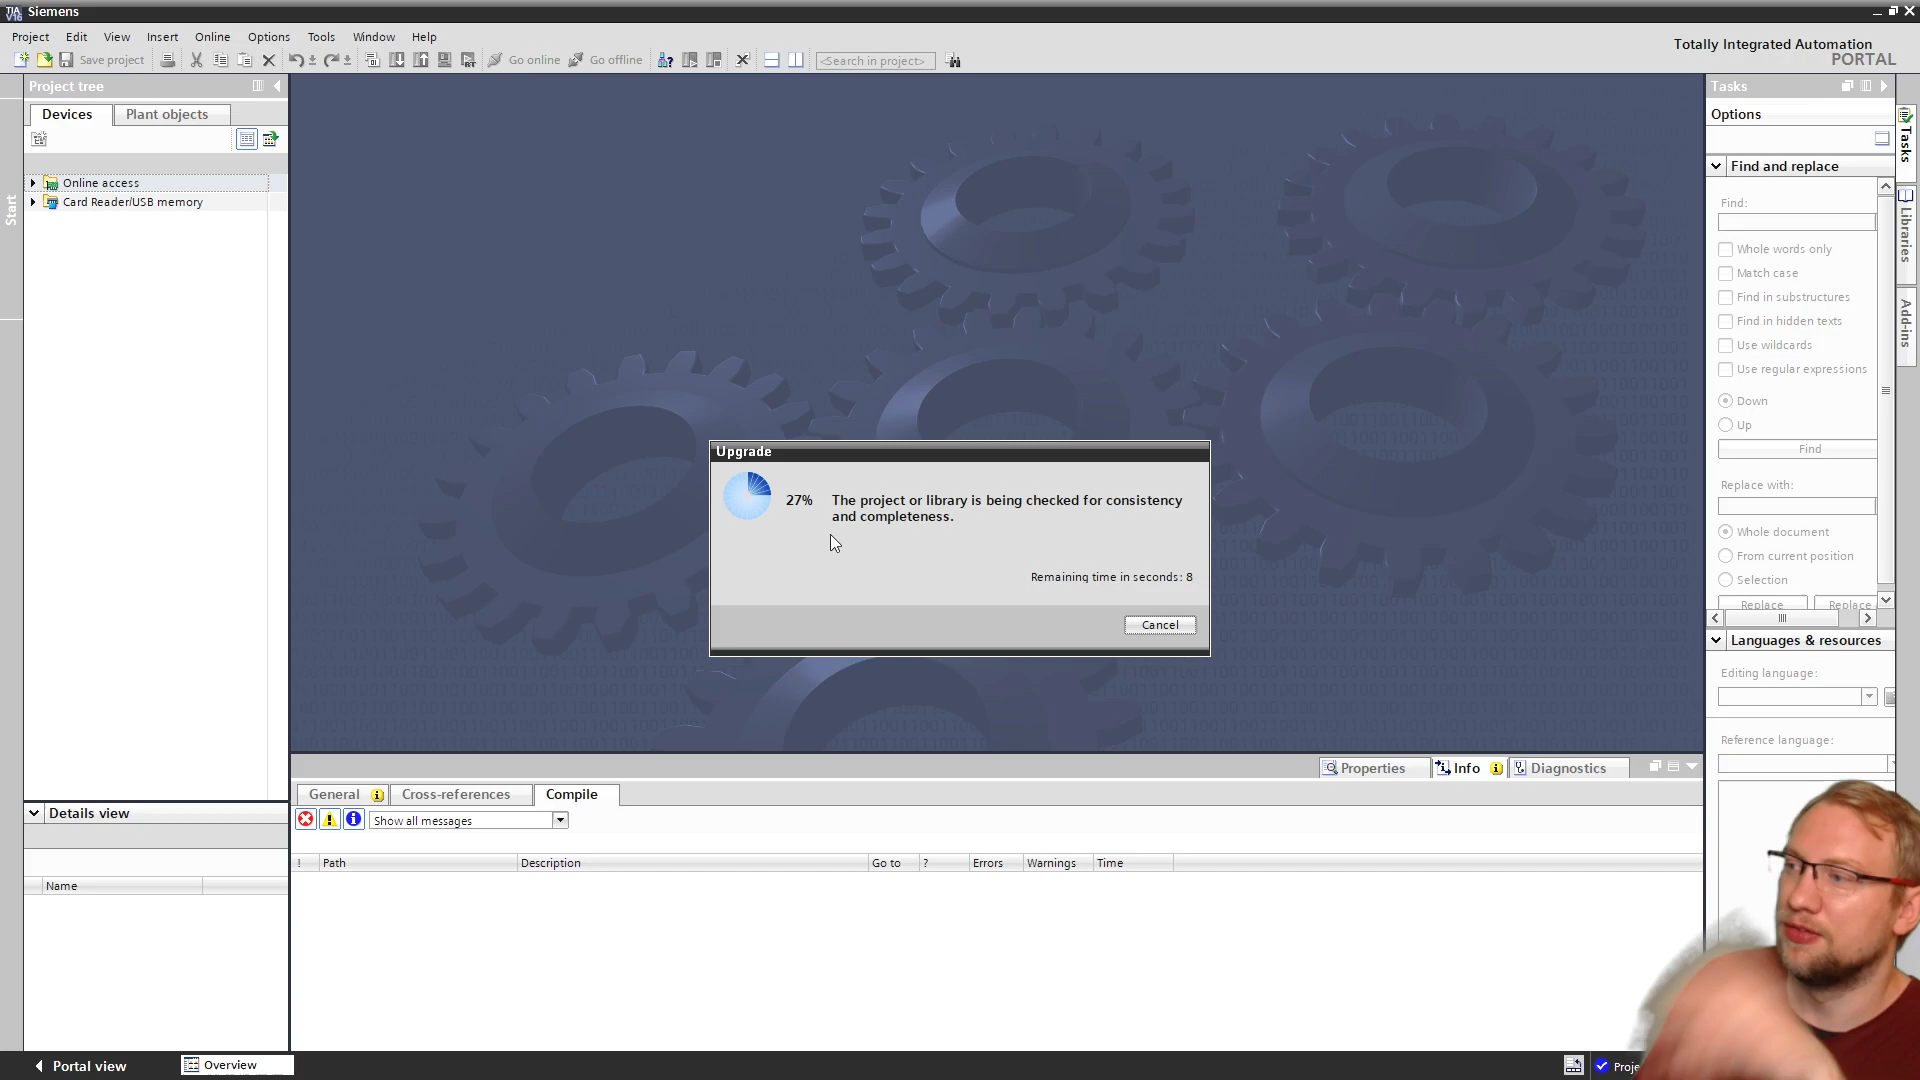 TIA
V16
Siemens
Project Edit View Insert Online Options Tools Window Help
Totally Integrated Automation
PORTAL
Save project
Go online
Go offline
<Search in project>
Project tree
Devices
Plant objects
Start
Online access
Card Reader/USB memory
Tasks
Options
Find and replace
Find:
Whole words only
Match case
Find in substructures
Find in hidden texts
Use wildcards
Use regular expressions
Down
Up
Find
Replace with:
Whole document
From current position
Selection
Replace
Replace
Languages & resources
Editing language:
Reference language:
Tasks
Libraries
Add-ins
Upgrade
27%
The project or library is being checked for consistency
and completeness.
Remaining time in seconds: 8
Cancel
Properties
Info
Diagnostics
General
Cross-references
Compile
Show all messages
! Path Description Go to ? Errors Warnings Time
Details view
Name
Portal view
Overview